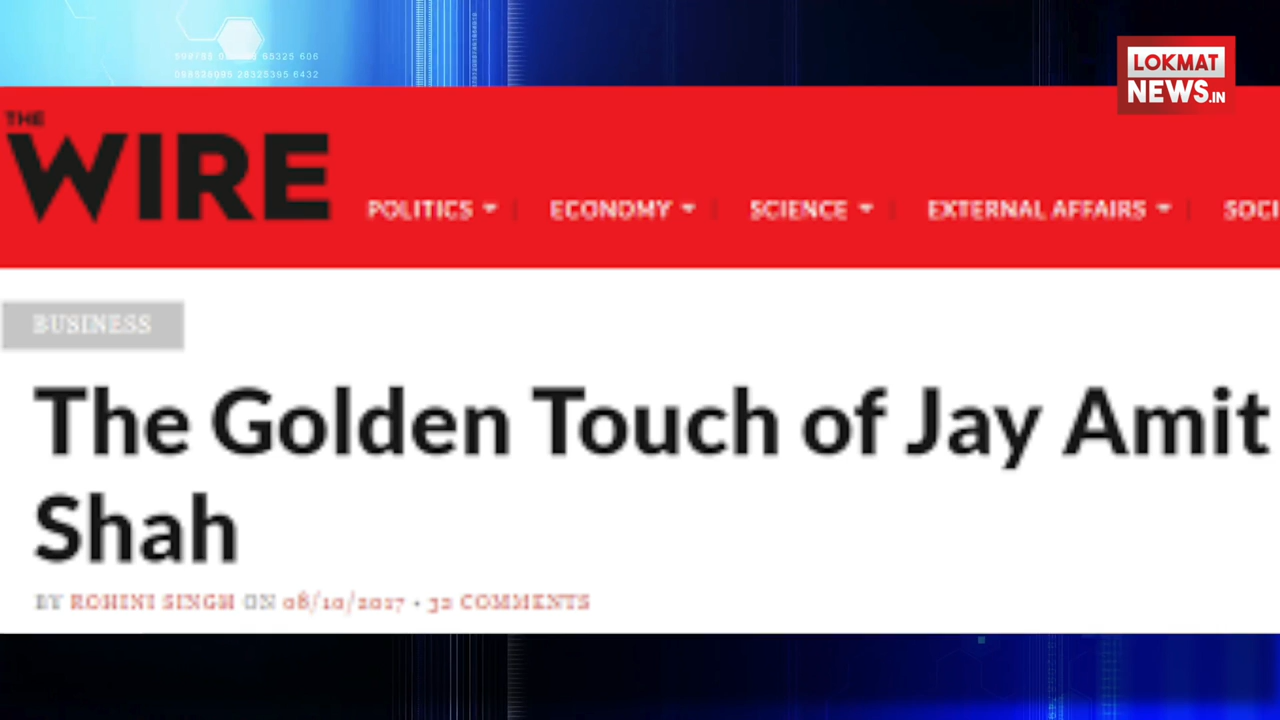 LOKMAT
NEWS.IN
THE
WIRE
POLITICS
ECONOMY
SCIENCE
EXTERNAL AFFAIRS
SOCI
BUSINESS
The Golden Touch of Jay Amit
Shah
BY ROHINI SINGH ON 08/10/2017 • 32 COMMENTS